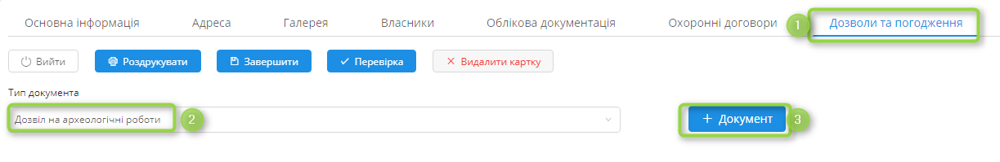 Основна інформація Адреса Галерея Власники Облікова документація Охоронні договори 1 Дозволи та погодження
Вийти Роздрукувати Завершити Перевірка Видалити картку
Тип документа
Дозвіл на археологічні роботи 2 + Документ 3